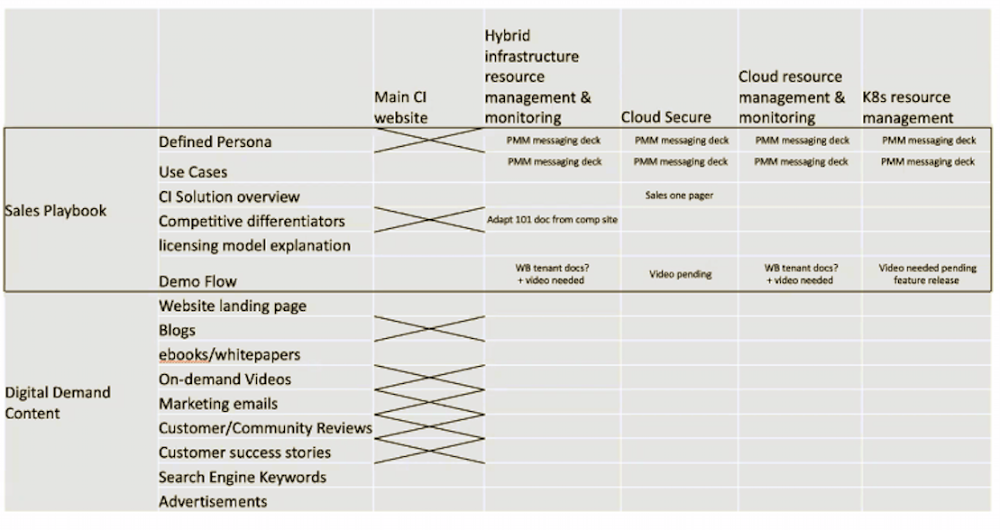 Main CI
website
Hybrid
infrastructure
resource
management &
monitoring
Cloud Secure
Cloud resource
management &
monitoring
K8s resource
management
Sales Playbook
Defined Persona
PMM messaging deck
PMM messaging deck
PMM messaging deck
PMM messaging deck
Use Cases
PMM messaging deck
PMM messaging deck
PMM messaging deck
PMM messaging deck
CI Solution overview
Sales one pager
Competitive differentiators
Adapt 101 doc from comp site
licensing model explanation
Demo Flow
WB tenant docs?
+ video needed
Video pending
WB tenant docs?
+ video needed
Video needed pending
feature release
Digital Demand
Content
Website landing page
Blogs
ebooks/whitepapers
On-demand Videos
Marketing emails
Customer/Community Reviews
Customer success stories
Search Engine Keywords
Advertisements